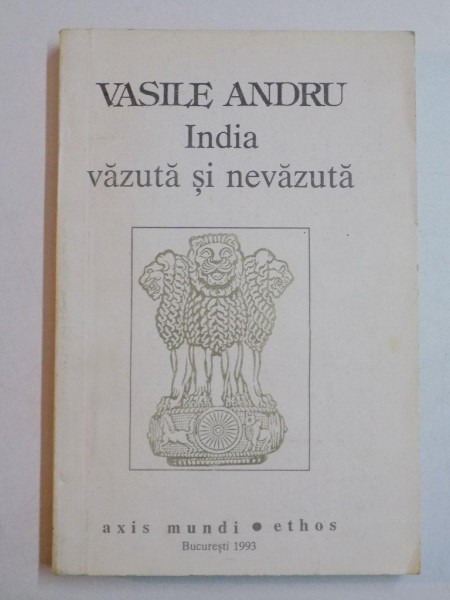 VASILE ANDRU
India
văzută și nevăzută
axis mundi • ethos
București 1993